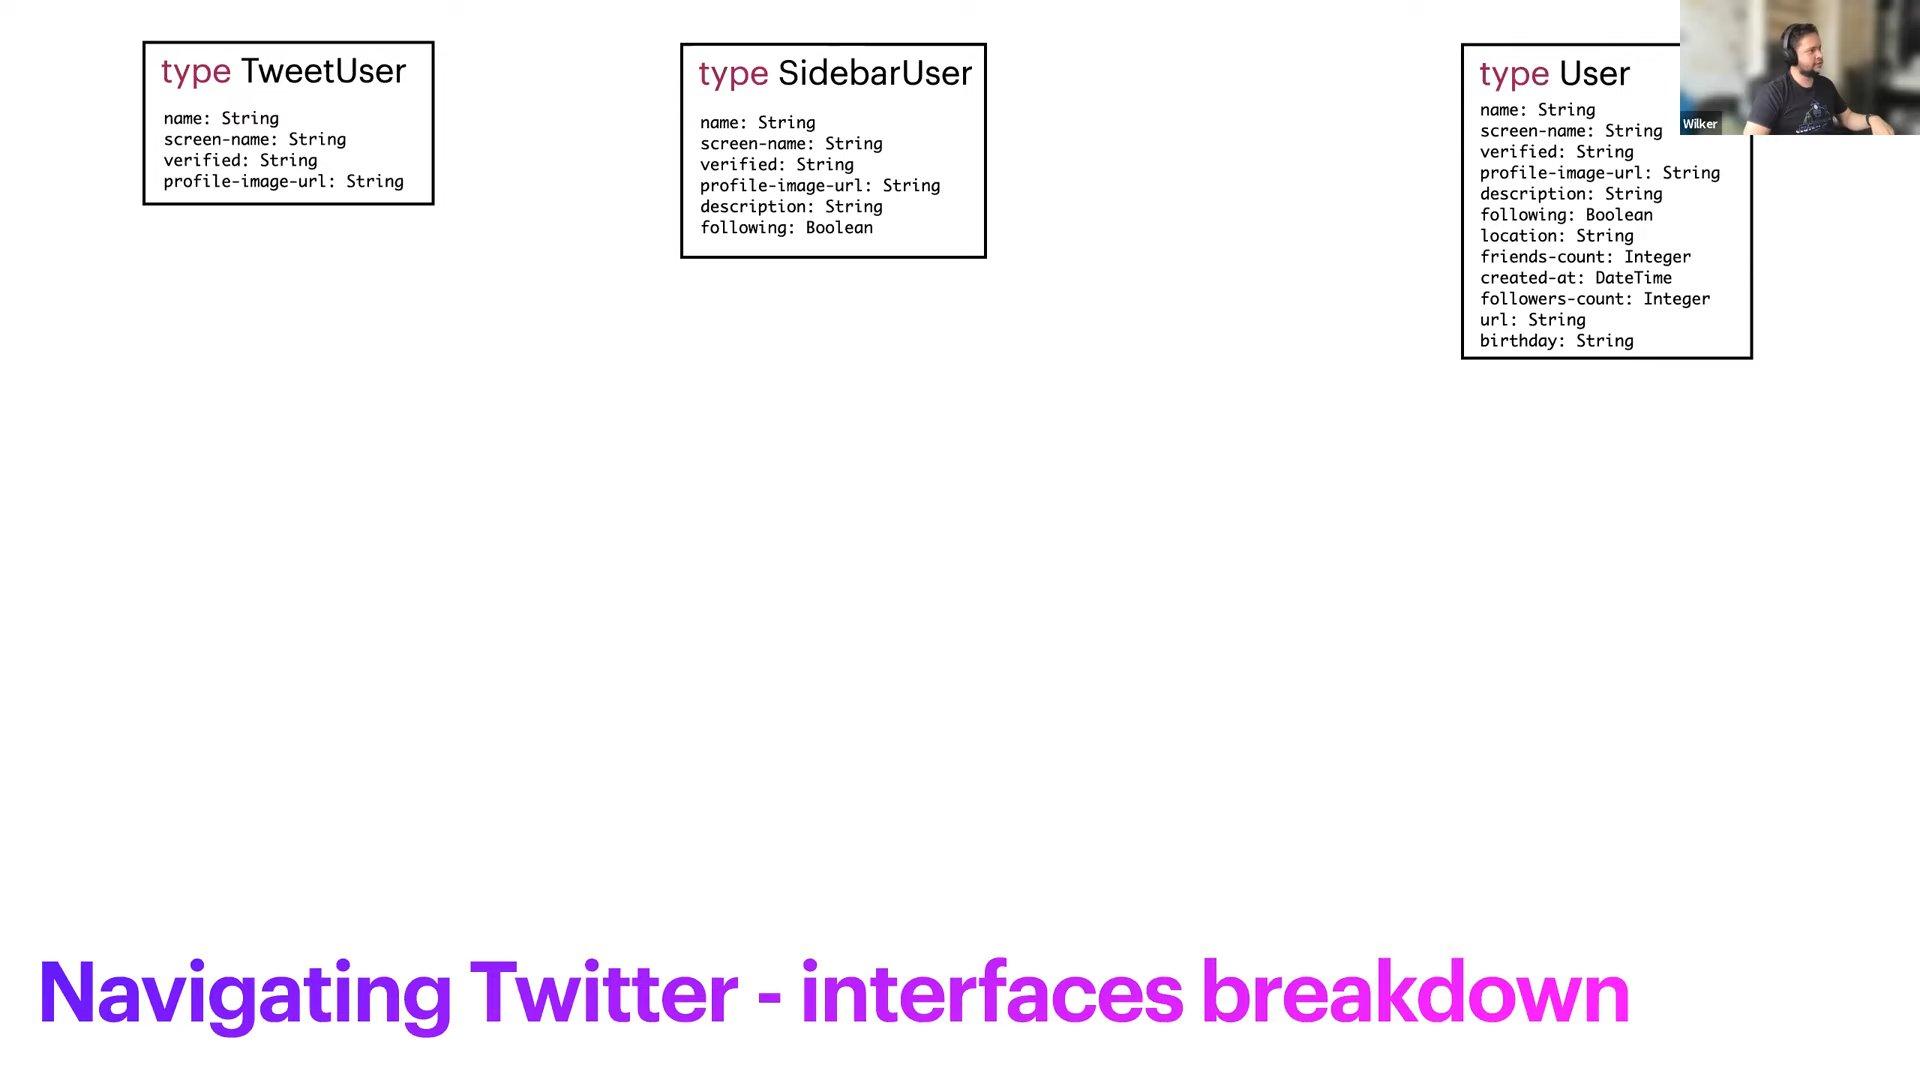 type TweetUser
name: String
screen-name: String
verified: String
profile-image-url: String
type SidebarUser
name: String
screen-name: String
verified: String
profile-image-url: String
description: String
following: Boolean
type User
name: String
screen-name: String
verified: String
profile-image-url: String
description: String
following: Boolean
location: String
friends-count: Integer
created-at: DateTime
followers-count: Integer
url: String
birthday: String
Wilker
Navigating Twitter - interfaces breakdown